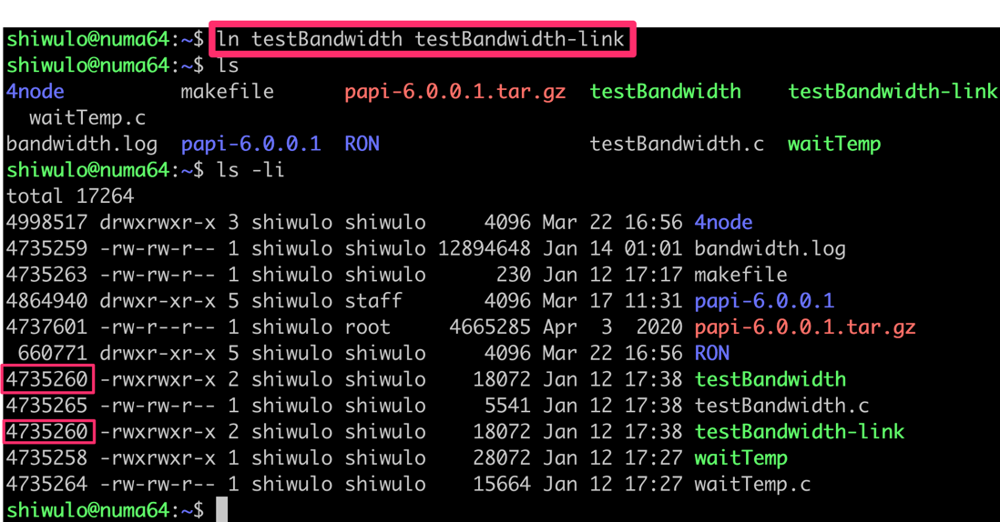 shiwulo@numa64:~$ ln testBandwidth testBandwidth-link
shiwulo@numa64:~$ ls
4node          makefile      papi-6.0.0.1.tar.gz  testBandwidth    testBandwidth-link
  waitTemp.c
bandwidth.log  papi-6.0.0.1  RON                  testBandwidth.c  waitTemp
shiwulo@numa64:~$ ls -li
total 17264
4998517 drwxrwxr-x 3 shiwulo shiwulo     4096 Mar 22 16:56 4node
4735259 -rw-rw-r-- 1 shiwulo shiwulo 12894648 Jan 14 01:01 bandwidth.log
4735263 -rw-rw-r-- 1 shiwulo shiwulo      230 Jan 12 17:17 makefile
4864940 drwxr-xr-x 5 shiwulo staff       4096 Mar 17 11:31 papi-6.0.0.1
4737601 -rw-r--r-- 1 shiwulo root     4665285 Apr  3  2020 papi-6.0.0.1.tar.gz
 660771 drwxr-xr-x 5 shiwulo shiwulo     4096 Mar 22 16:56 RON
4735260 -rwxrwxr-x 2 shiwulo shiwulo    18072 Jan 12 17:38 testBandwidth
4735265 -rw-rw-r-- 1 shiwulo shiwulo     5541 Jan 12 17:38 testBandwidth.c
4735260 -rwxrwxr-x 2 shiwulo shiwulo    18072 Jan 12 17:38 testBandwidth-link
4735258 -rwxrwxr-x 1 shiwulo shiwulo    28072 Jan 12 17:27 waitTemp
4735264 -rw-rw-r-- 1 shiwulo shiwulo    15664 Jan 12 17:27 waitTemp.c
shiwulo@numa64:~$